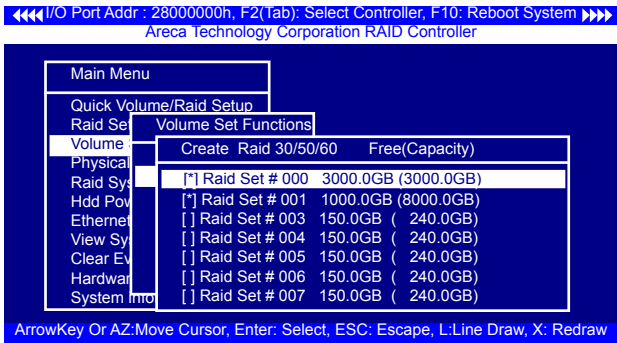 I/O Port Addr : 28000000h, F2(Tab): Select Controller, F10: Reboot System
Areca Technology Corporation RAID Controller
Main Menu
Quick Volume/Raid Setup
Raid Set
Volume Set Functions
Volume
Create Raid 30/50/60 Free(Capacity)
Physical
[*] Raid Set # 000 3000.0GB (3000.0GB)
Raid Sys
[*] Raid Set # 001 1000.0GB (8000.0GB)
Hdd Pow
[ ] Raid Set # 003 150.0GB ( 240.0GB)
Ethernet
[ ] Raid Set # 004 150.0GB ( 240.0GB)
View Sy
[ ] Raid Set # 005 150.0GB ( 240.0GB)
Clear Ev
[ ] Raid Set # 006 150.0GB ( 240.0GB)
Hardwar
[ ] Raid Set # 007 150.0GB ( 240.0GB)
System Info
ArrowKey Or AZ:Move Cursor, Enter: Select, ESC: Escape, L:Line Draw, X: Redraw